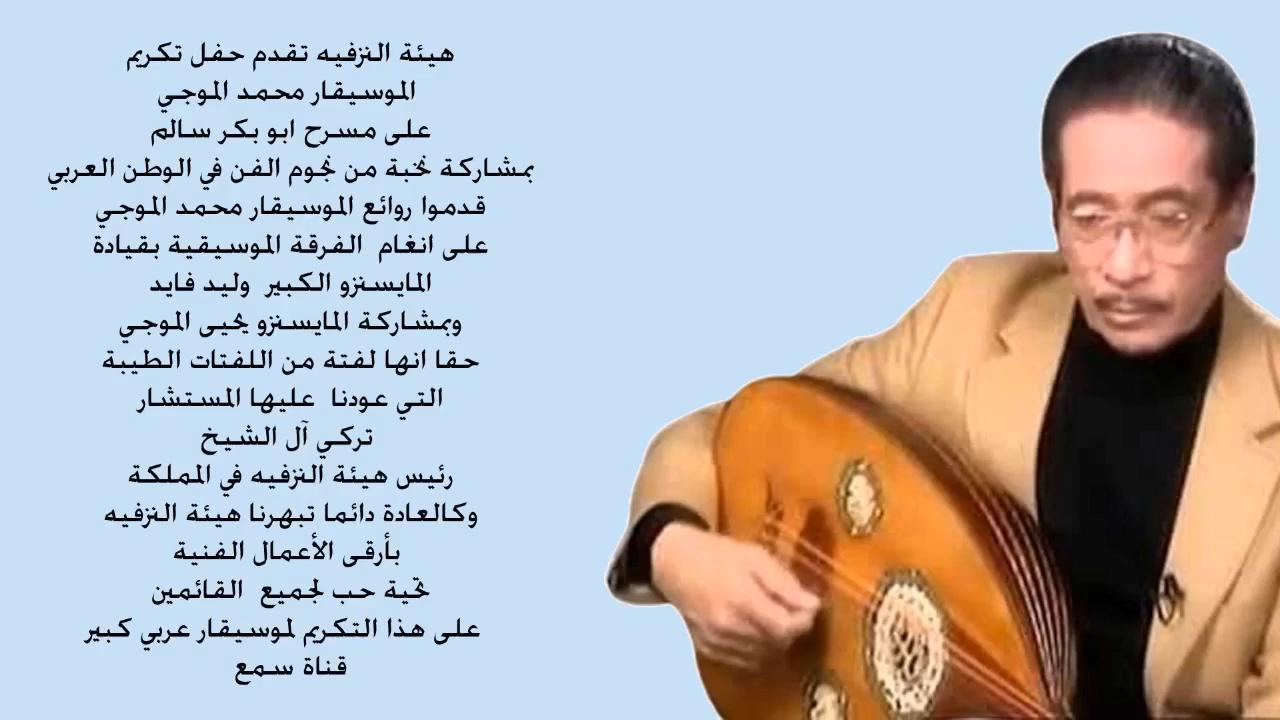 هيئة الترفيه تقدم حفل تكريم
الموسيقار محمد الموجي
على مسرح ابو بكر سالم
بمشاركة نخبة من نجوم الفن في الوطن العربي
قدموا روائع الموسيقار محمد الموجي
على انغام الفرقة الموسيقية بقيادة
المايسترو الكبير وليد فايد
وبمشاركة المايسترو يحيى الموجي
حقا انها لفتة من اللفتات الطيبة
التي عودنا عليها المستشار
تركي آل الشيخ
رئيس هيئة الترفيه في المملكة
وكالعادة دائما تبهرنا هيئة الترفيه
بأرقى الأعمال الفنية
تحية حب لجميع القائمين
على هذا التكريم لموسيقار عربي كبير
قناة سمع